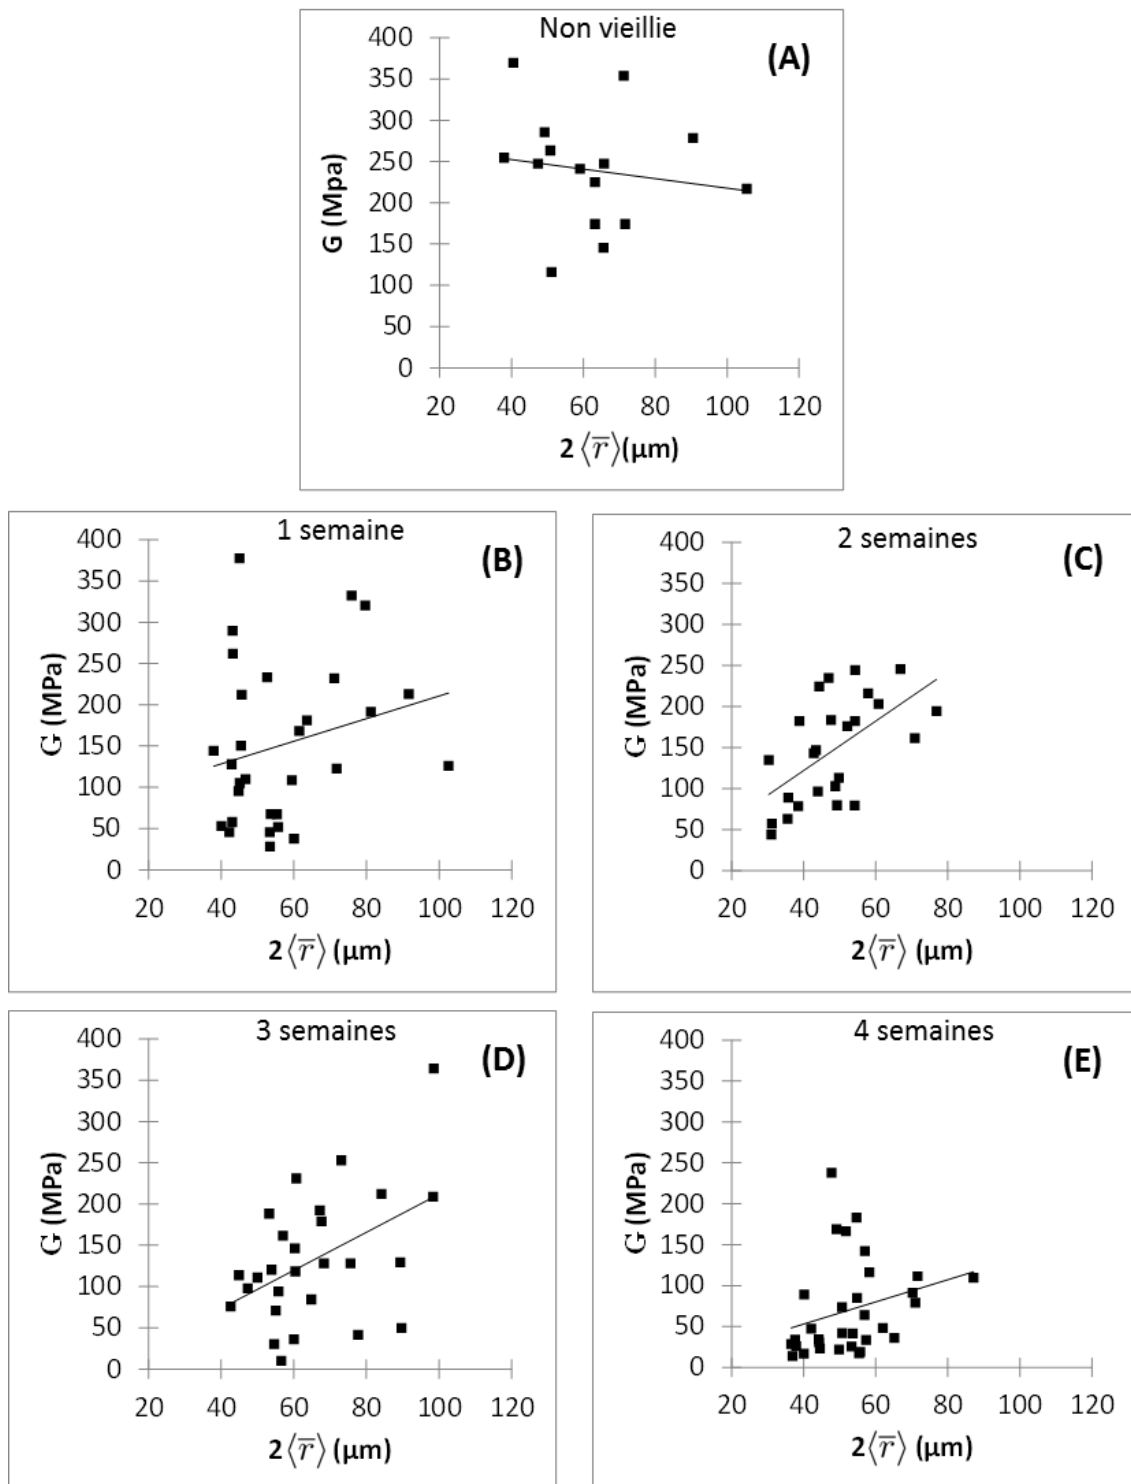 Non vieillie
(A)
400
350
300
250
200
150
100
50
0
G (Mpa)
20 40 60 80 100 120
2 ⟨r̅⟩(µm)
1 semaine
(B)
400
350
300
250
200
150
100
50
0
G (MPa)
20 40 60 80 100 120
2 ⟨r̅⟩ (µm)
2 semaines
(C)
400
350
300
250
200
150
100
50
0
G (MPa)
20 40 60 80 100 120
2⟨r̅⟩ (µm)
3 semaines
(D)
400
350
300
250
200
150
100
50
0
G (MPa)
20 40 60 80 100 120
2⟨r̅⟩ (µm)
4 semaines
(E)
400
350
300
250
200
150
100
50
0
G (MPa)
20 40 60 80 100 120
2⟨r̅⟩ (µm)